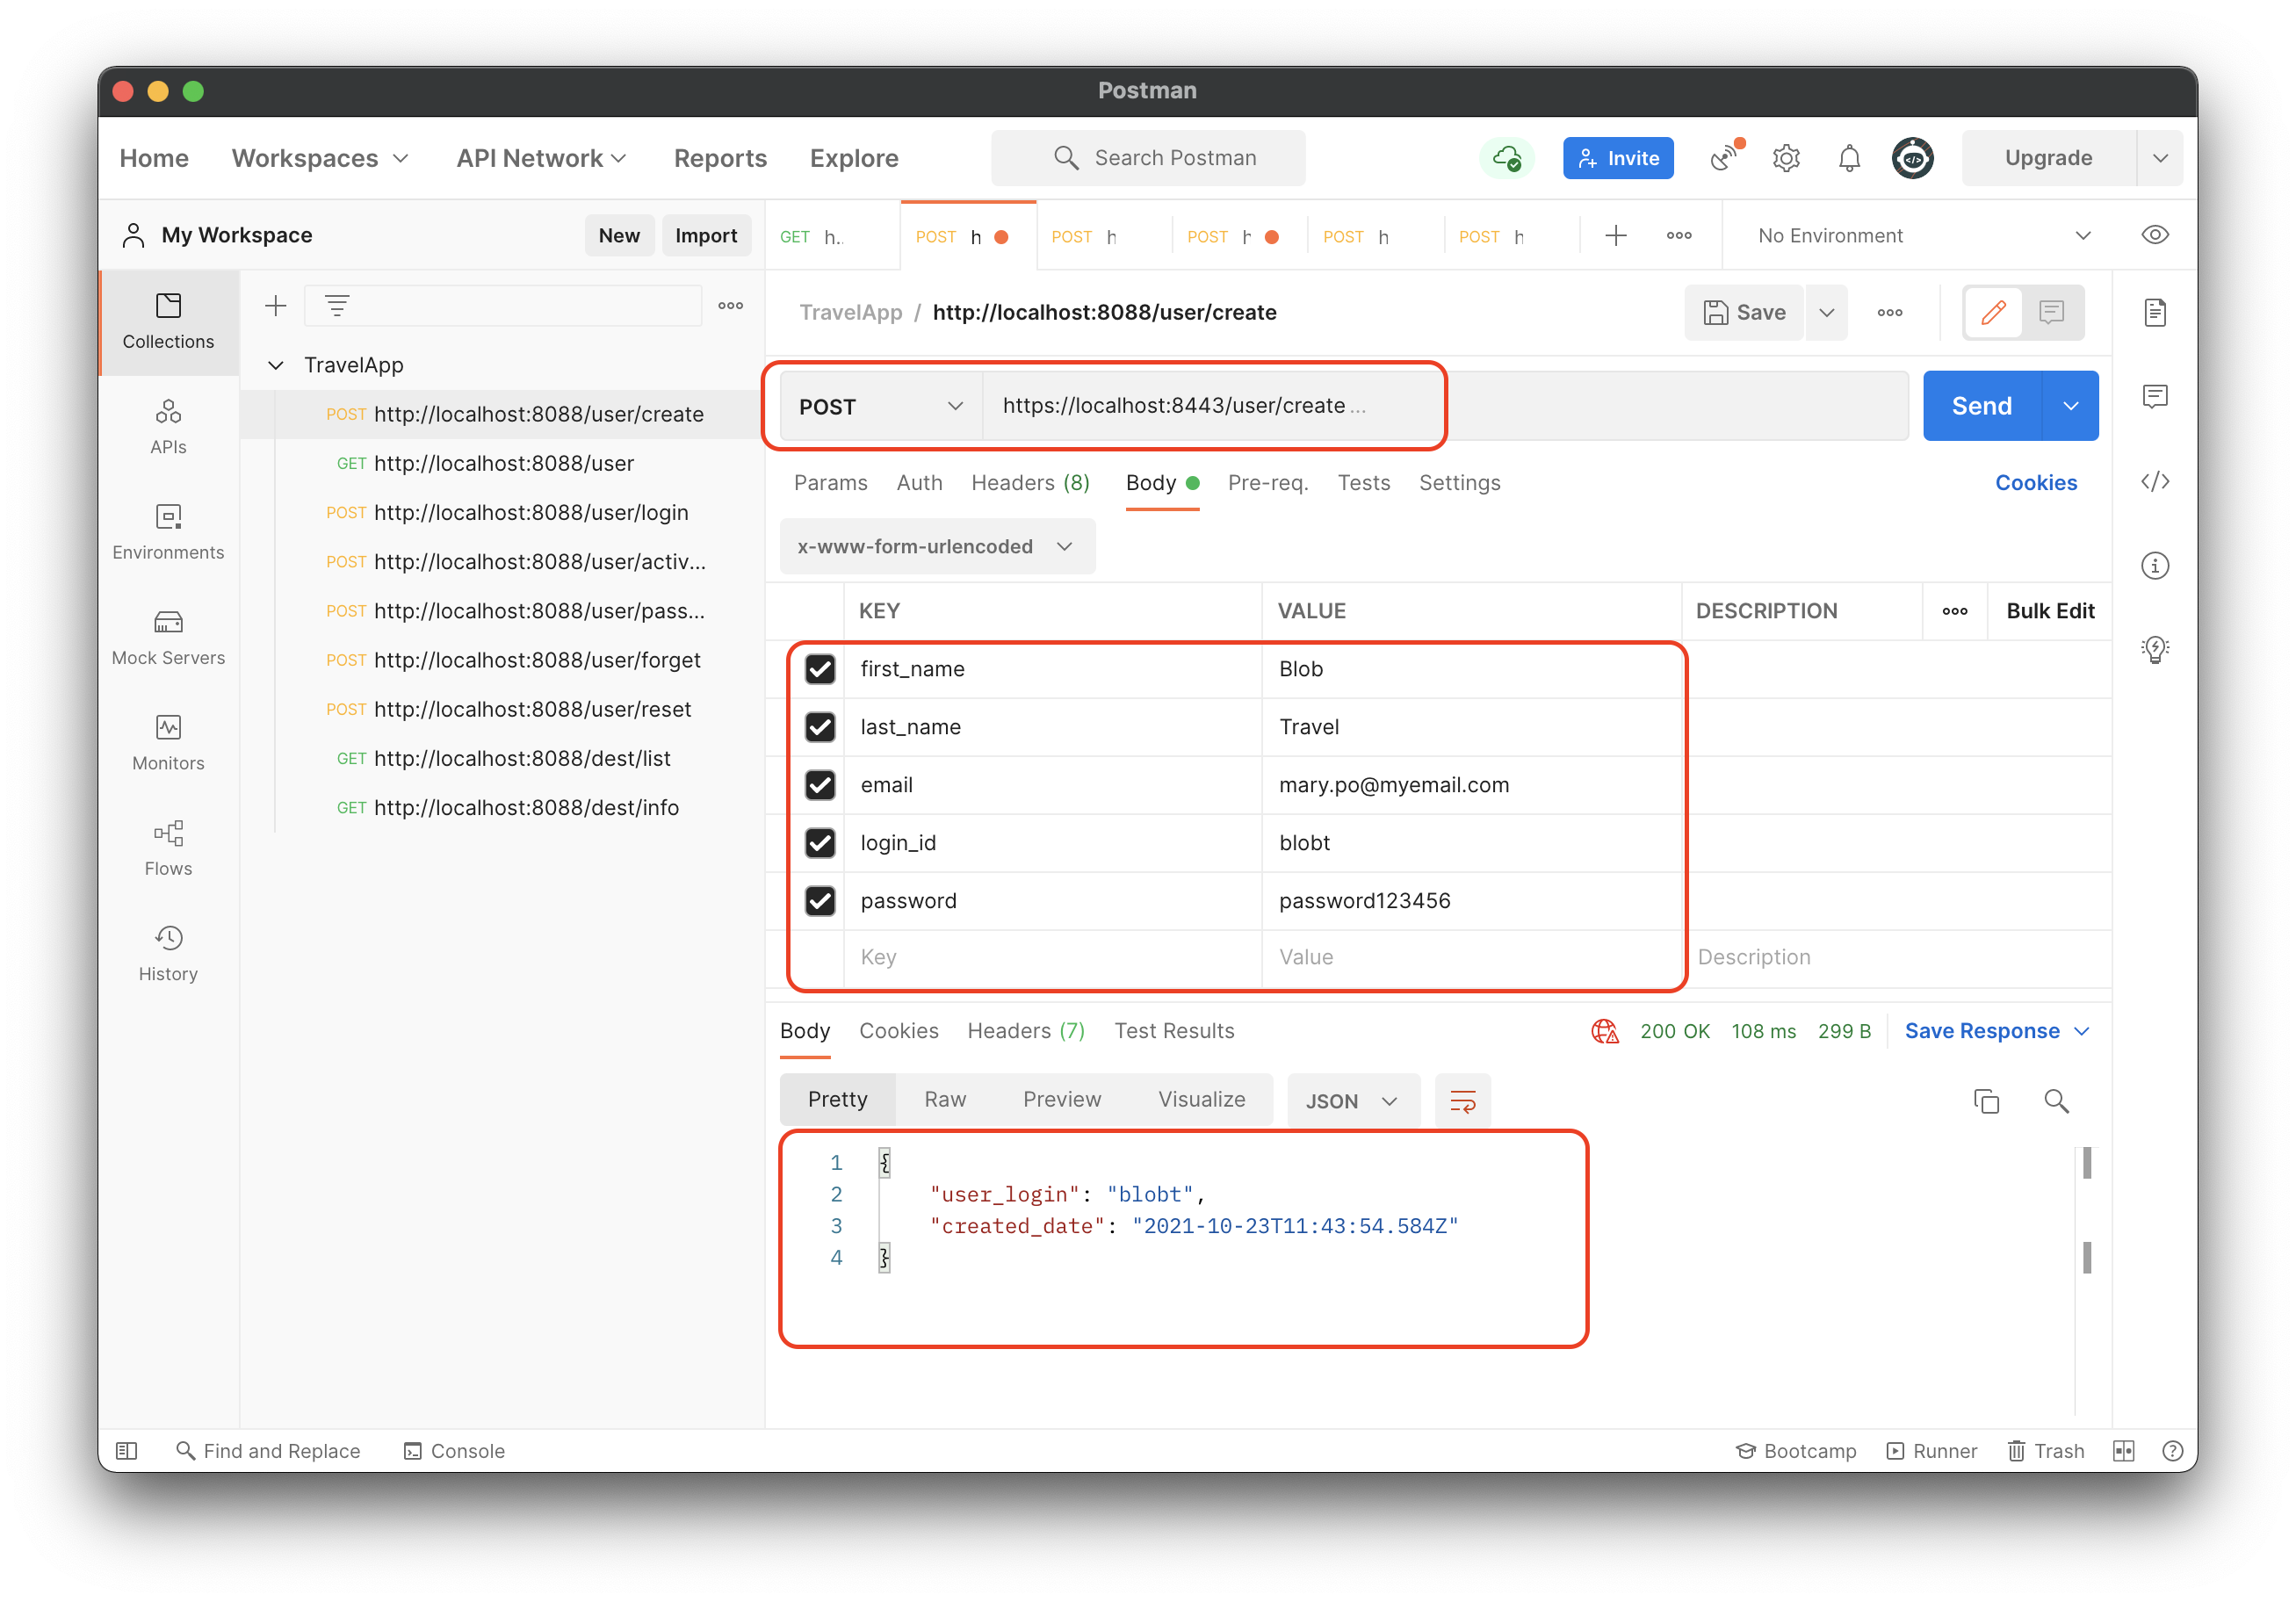 Postman
Home Workspaces API Network Reports Explore Search Postman Invite Upgrade
My Workspace New Import
GET h.. POST h POST h POST h POST h POST h No Environment
Collections
APIs
Environments
Mock Servers
Monitors
Flows
History
TravelApp
POST http://localhost:8088/user/create
GET http://localhost:8088/user
POST http://localhost:8088/user/login
POST http://localhost:8088/user/activ...
POST http://localhost:8088/user/pass...
POST http://localhost:8088/user/forget
POST http://localhost:8088/user/reset
GET http://localhost:8088/dest/list
GET http://localhost:8088/dest/info
TravelApp / http://localhost:8088/user/create Save
POST https://localhost:8443/user/create ... Send
Params Auth Headers (8) Body Pre-req. Tests Settings Cookies
x-www-form-urlencoded
KEY VALUE DESCRIPTION Bulk Edit
first_name Blob
last_name Travel
email mary.po@myemail.com
login_id blobt
password password123456
Key Value Description
Body Cookies Headers (7) Test Results 200 OK 108 ms 299 B Save Response
Pretty Raw Preview Visualize JSON
1 {
2 "user_login": "blobt",
3 "created_date": "2021-10-23T11:43:54.584Z"
4 }
Find and Replace Console Bootcamp Runner Trash